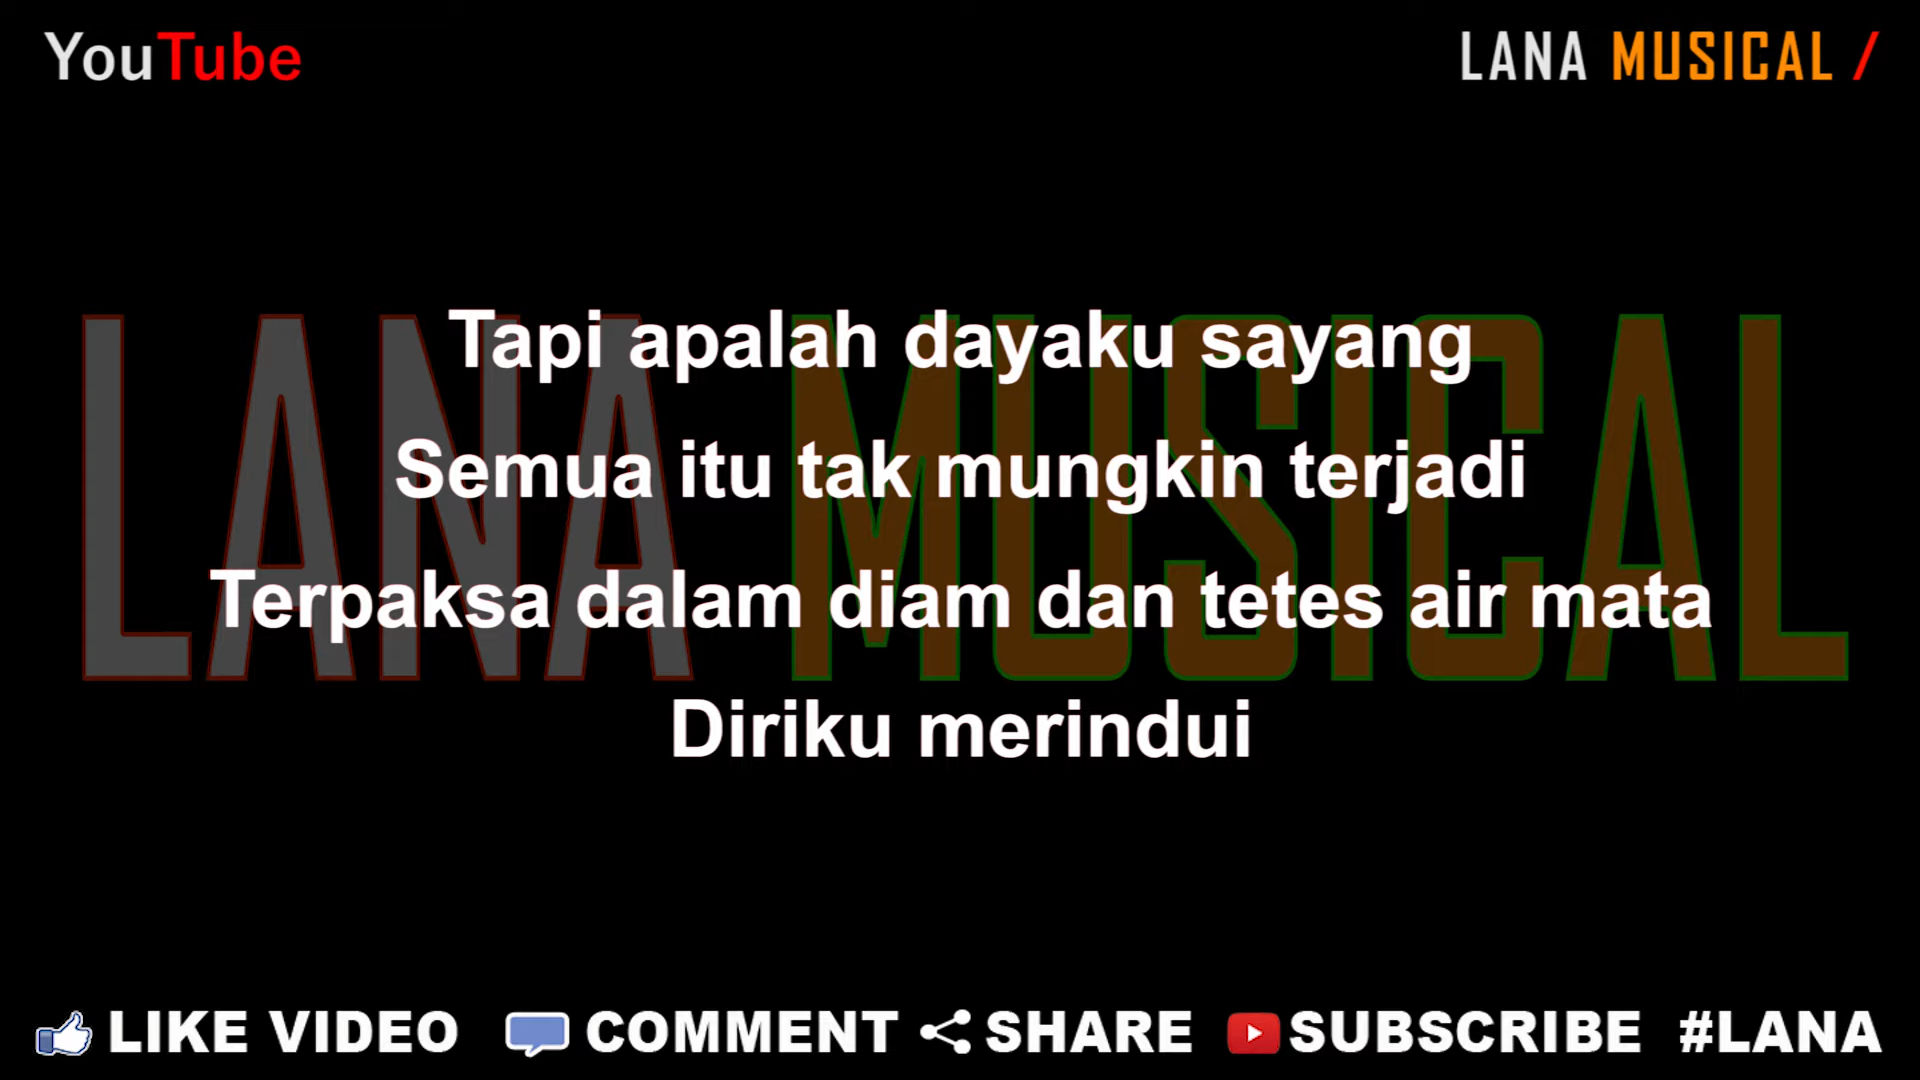 YouTube
LANA MUSICAL /
LANA MUSICAL
Tapi apalah dayaku sayang
Semua itu tak mungkin terjadi
Terpaksa dalam diam dan tetes air mata
Diriku merindui
LIKE VIDEO COMMENT SHARE SUBSCRIBE #LANA